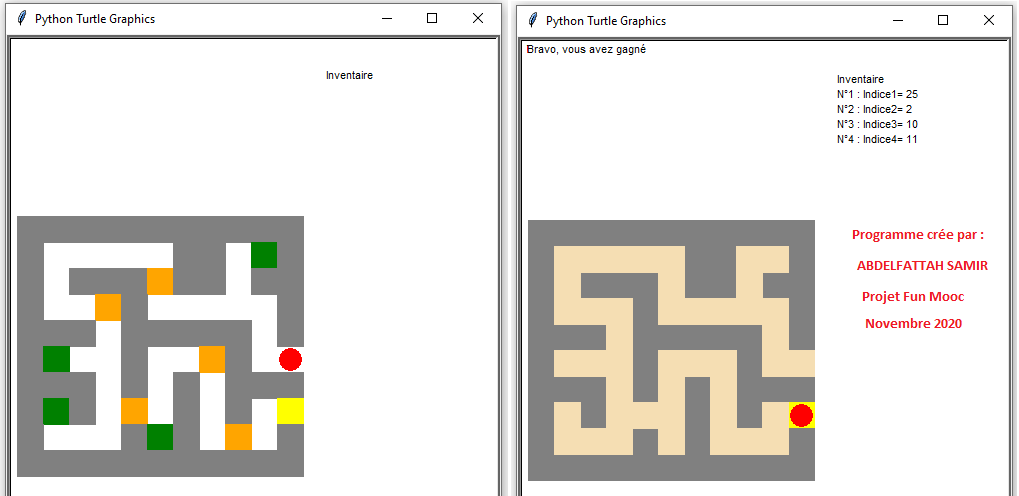 Python Turtle Graphics
Inventaire
Python Turtle Graphics
Bravo, vous avez gagné
Inventaire
N°1 : Indice1= 25
N°2 : Indice2= 2
N°3 : Indice3= 10
N°4 : Indice4= 11
Programme crée par :
ABDELFATTAH SAMIR
Projet Fun Mooc
Novembre 2020